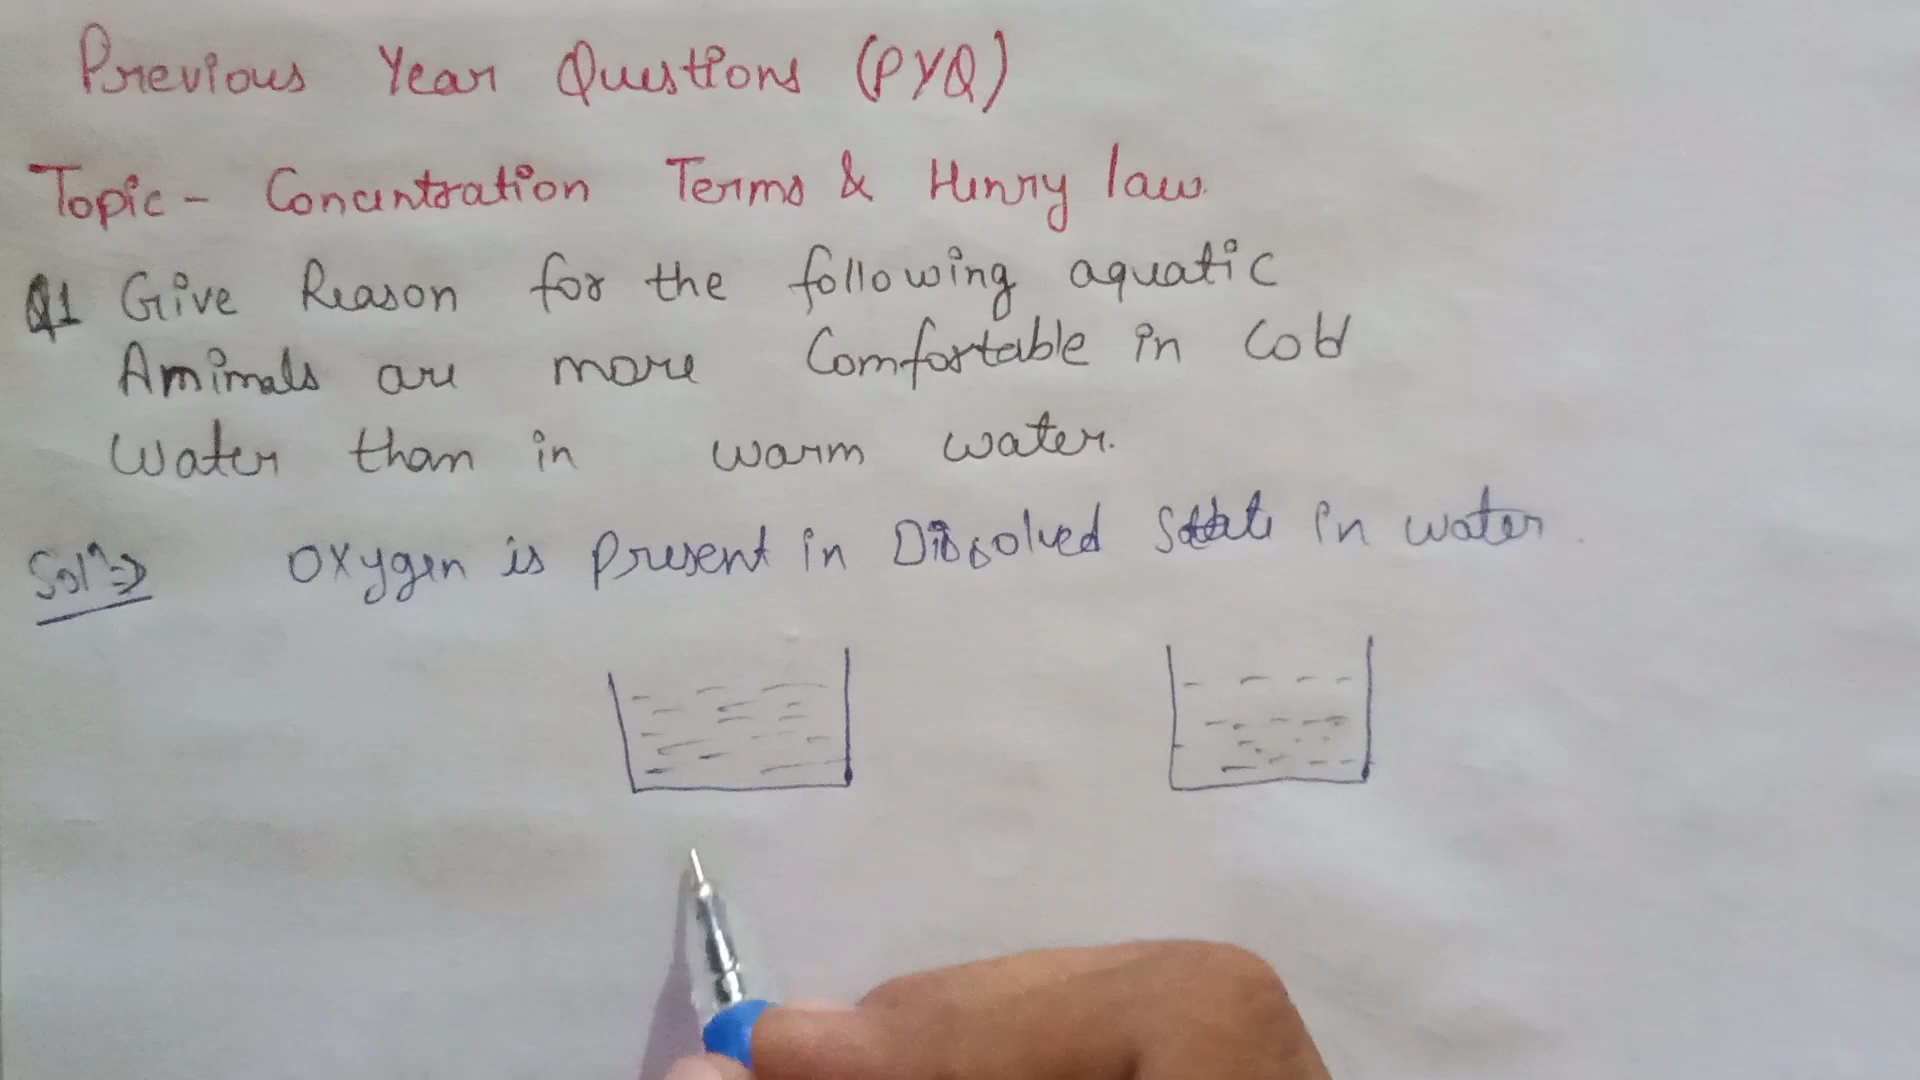 Previous Year Questions (PYQ)
Topic - Concentration Terms & Henry law.
Q1 Give Reason for the following aquatic
Amimals are more Comfortable in Cold
Water than in warm water.
Soln⇒ Oxygen is Present in Dissolved State in water.